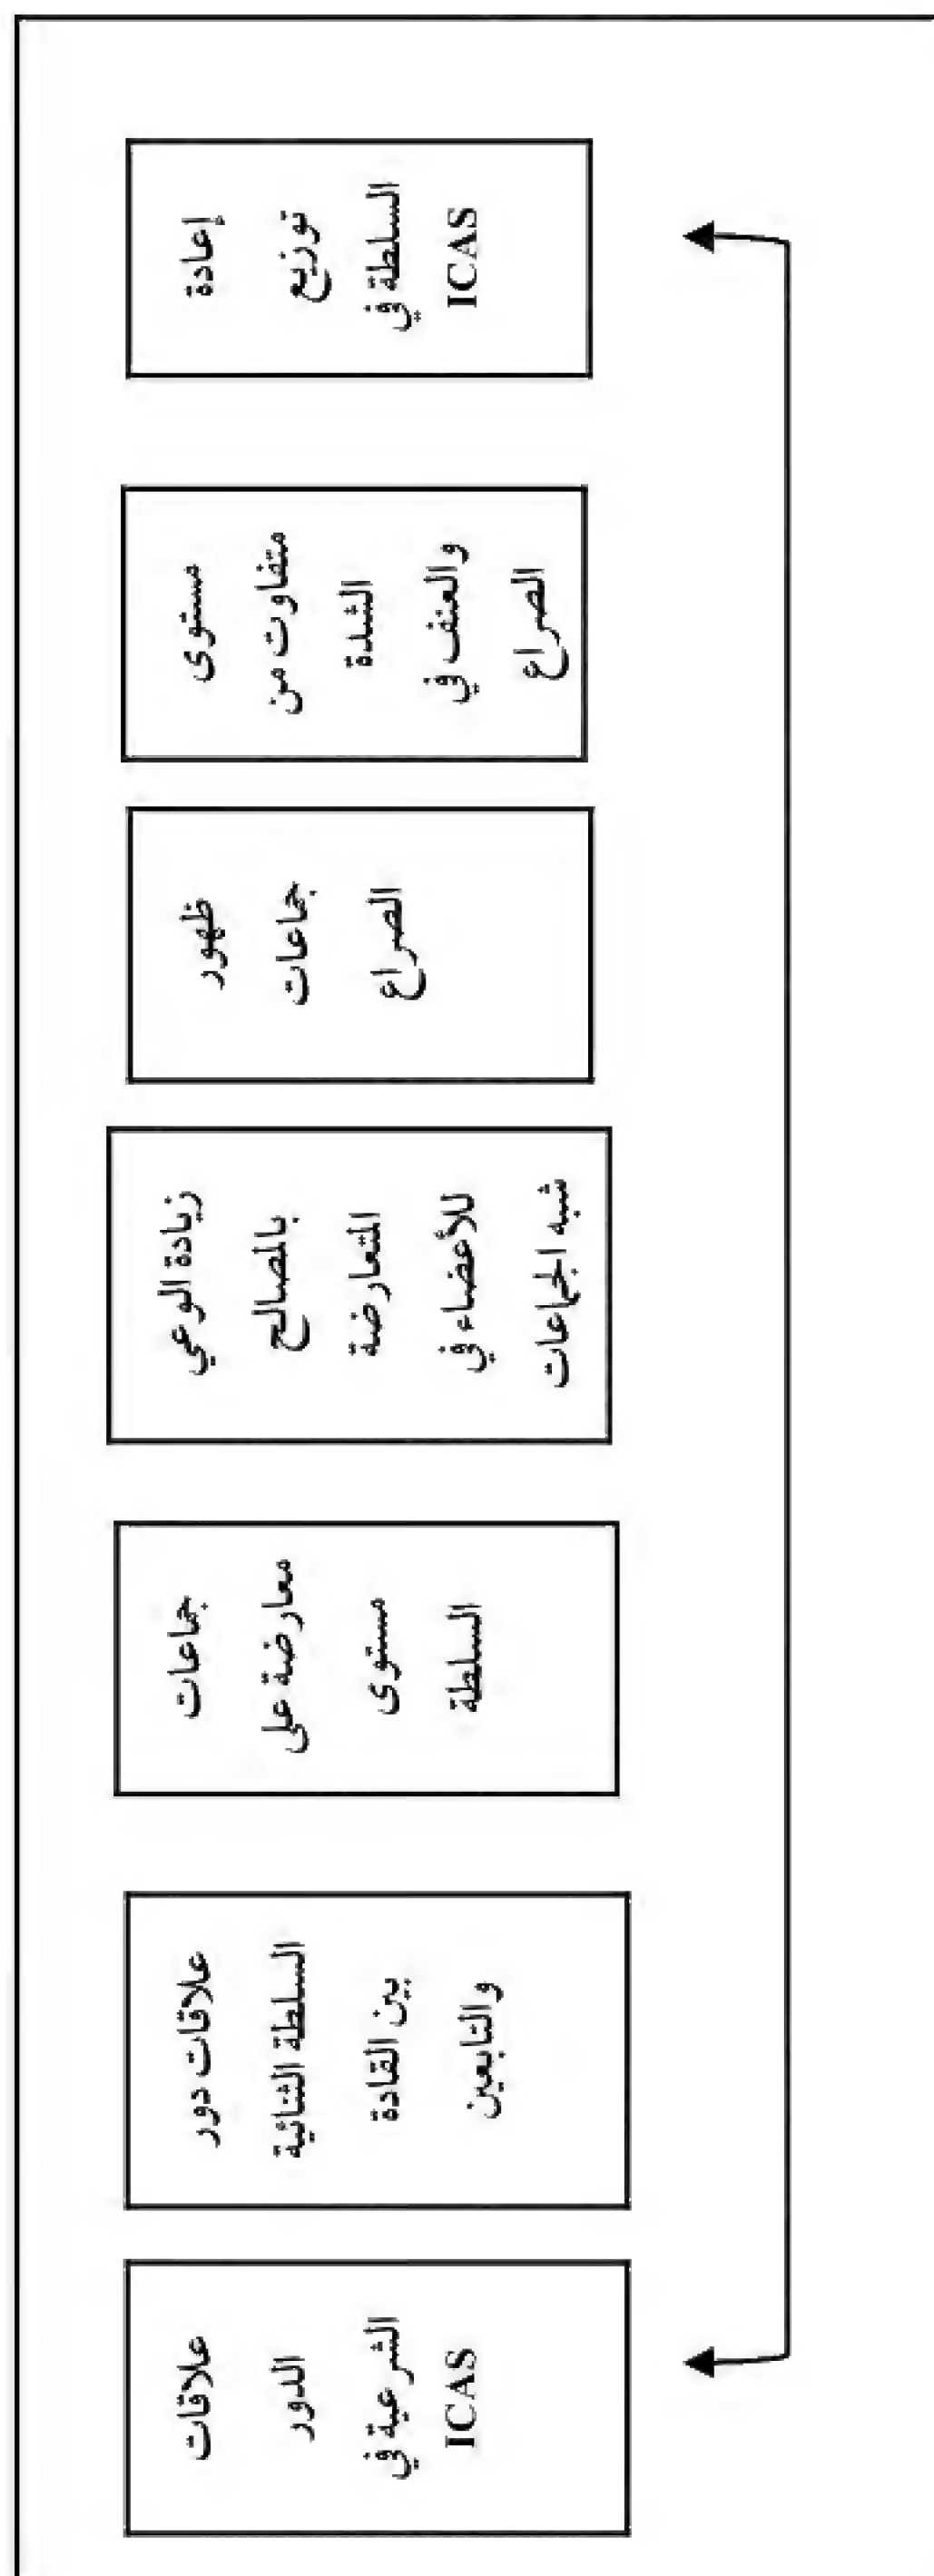 علاقات
الدور
الشرعية في
ICAS
علاقات دور
السلطة الثنائية
بين القادة
والتابعين
جماعات
معارضة على
مستوى
السلطة
زيادة الوعي
بالمصالح
المتعارضة
للأعضاء في
شبه الجماعات
ظهور
جماعات
الصراع
مستوى
متفاوت من
الشدة
والعنف في
الصراع
إعادة
توزيع
السلطة في
ICAS